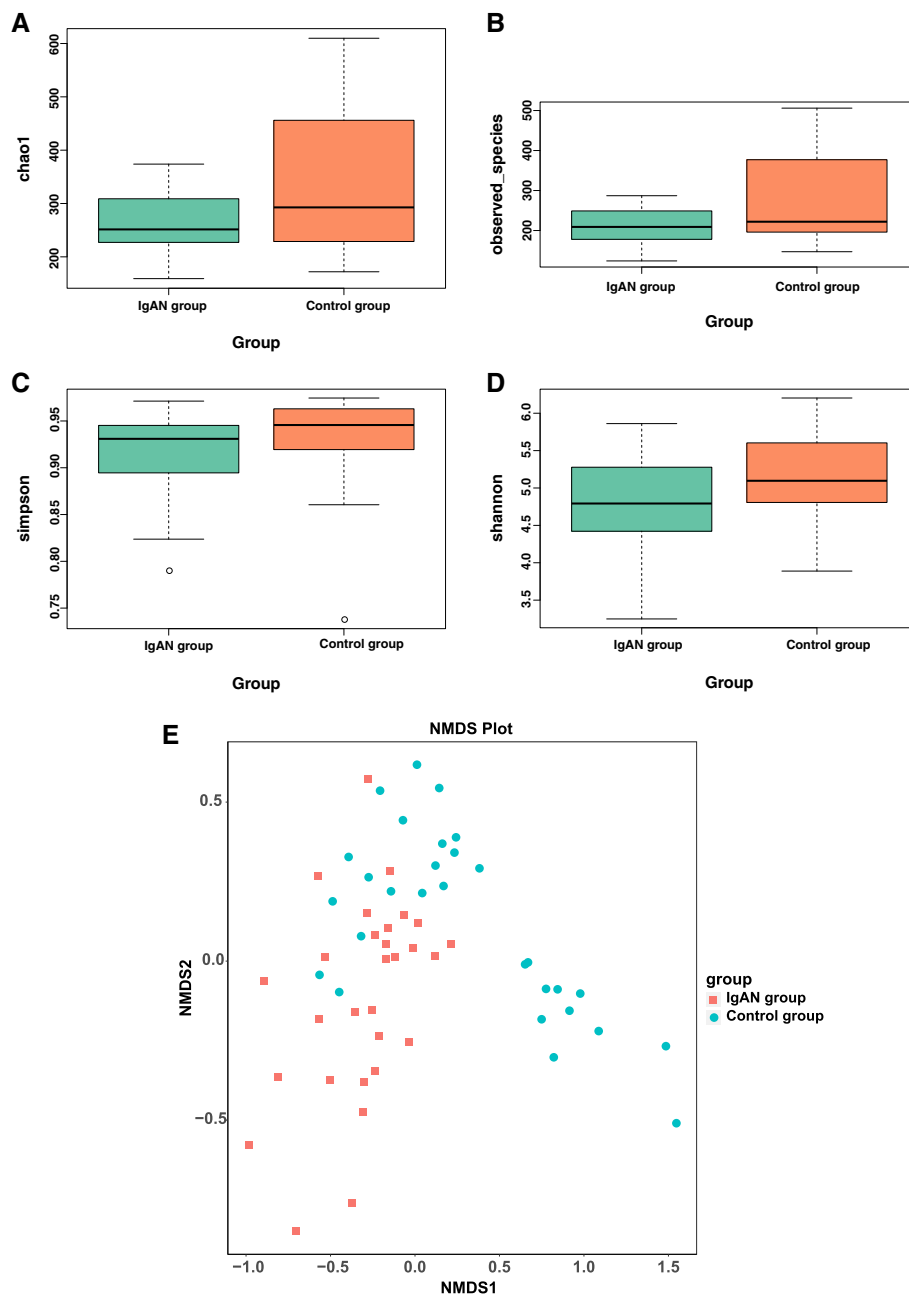 A
chao1
600
500
400
300
200
IgAN group
Control group
Group
B
observed_species
500
400
300
200
IgAN group
Control group
Group
C
simpson
0.95
0.90
0.85
0.80
0.75
IgAN group
Control group
Group
D
shannon
6.0
5.5
5.0
4.5
4.0
3.5
IgAN group
Control group
Group
E
NMDS Plot
NMDS2
0.5
0.0
−0.5
−1.0
−0.5
0.0
0.5
1.0
1.5
NMDS1
group
IgAN group
Control group